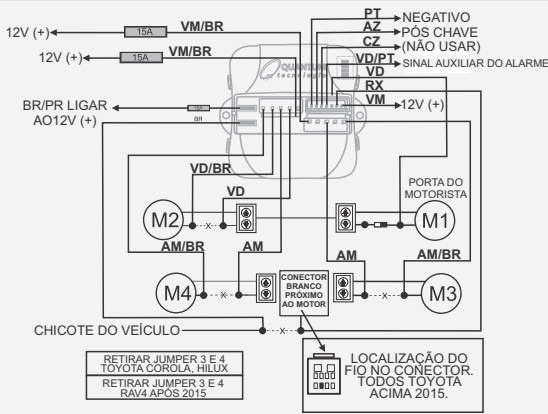 12V (+)
15A
VM/BR
12V (+)
15A
VM/BR
PT
NEGATIVO
AZ
PÓS CHAVE
CZ
(NÃO USAR)
VD/PT
SINAL AUXILIAR DO ALARME
VD
RX
VM
12V (+)
QUANTUM
tecnologia
BR/PR LIGAR
AO12V (+)
15A
BR
VD/BR
VD
PORTA DO
MOTORISTA
M2
X
M1
AM/BR
AM
AM
AM/BR
M4
X
CONECTOR
BRANCO
PRÓXIMO
AO MOTOR
X
M3
CHICOTE DO VEÍCULO
X
RETIRAR JUMPER 3 E 4
TOYOTA COROLA, HILUX
RETIRAR JUMPER 3 E 4
RAV4 APÓS 2015
LOCALIZAÇÃO DO
FIO NO CONECTOR.
TODOS TOYOTA
ACIMA 2015.